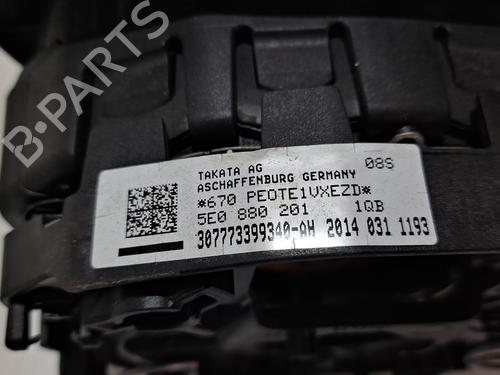 B-PARTS
TAKATA AG 08S
ASCHAFFENBURG GERMANY
*670 PEOTE1VXEZD*
5E0 880 201 1QB
307773399340-AH 2014 031 1193